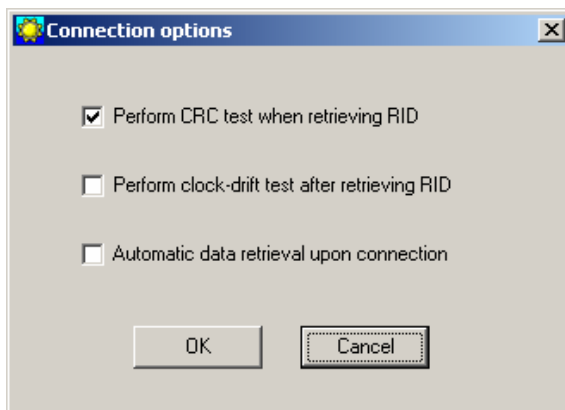 Connection options
Perform CRC test when retrieving RID
Perform clock-drift test after retrieving RID
Automatic data retrieval upon connection
OK Cancel